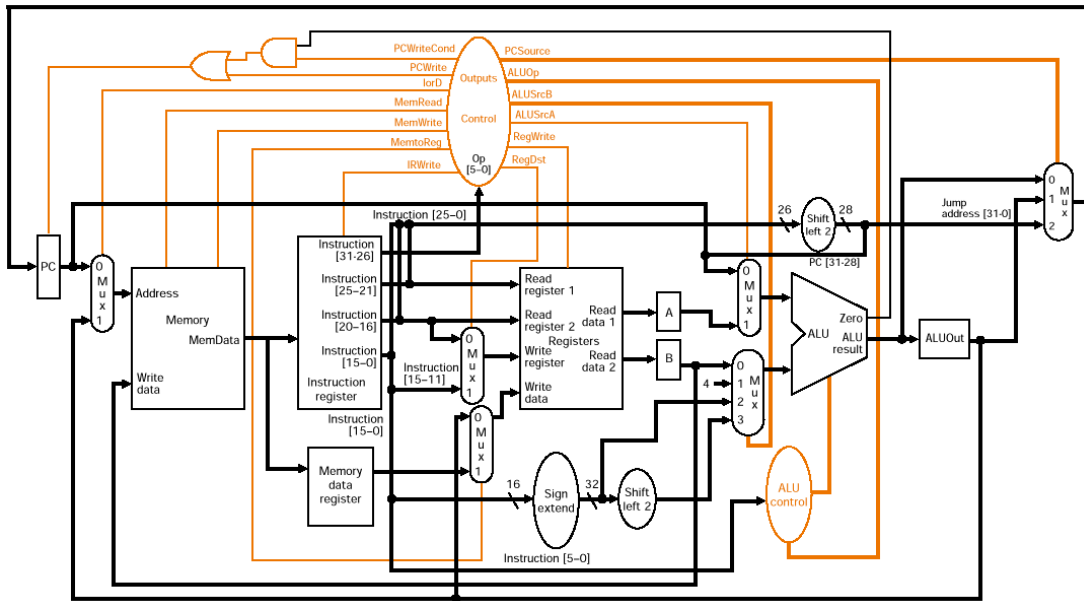 PCWriteCond
PCSource
PCWrite
Outputs
ALUOp
IorD
ALUSrcB
MemRead
Control
ALUSrcA
MemWrite
RegWrite
MemtoReg
Op
[5–0]
RegDst
IRWrite
0
M
u
x
1
2
Jump
address [31-0]
Instruction [25–0]
26
Shift
left 2
28
PC [31-28]
PC
0
M
u
x
1
Address
Memory
MemData
Write
data
Instruction
[31-26]
Instruction
[25–21]
Instruction
[20–16]
Instruction
[15–0]
Instruction
register
Instruction
[15–11]
Instruction
[15–0]
0
M
u
x
1
0
M
u
x
1
Read
register 1
Read
register 2
Registers
Write
register
Write
data
Read
data 1
Read
data 2
A
B
0
M
u
x
1
4
0
1
2
3
M
u
x
Zero
ALU
ALU
result
ALUOut
Memory
data
register
16
Sign
extend
32
Shift
left 2
ALU
control
Instruction [5–0]